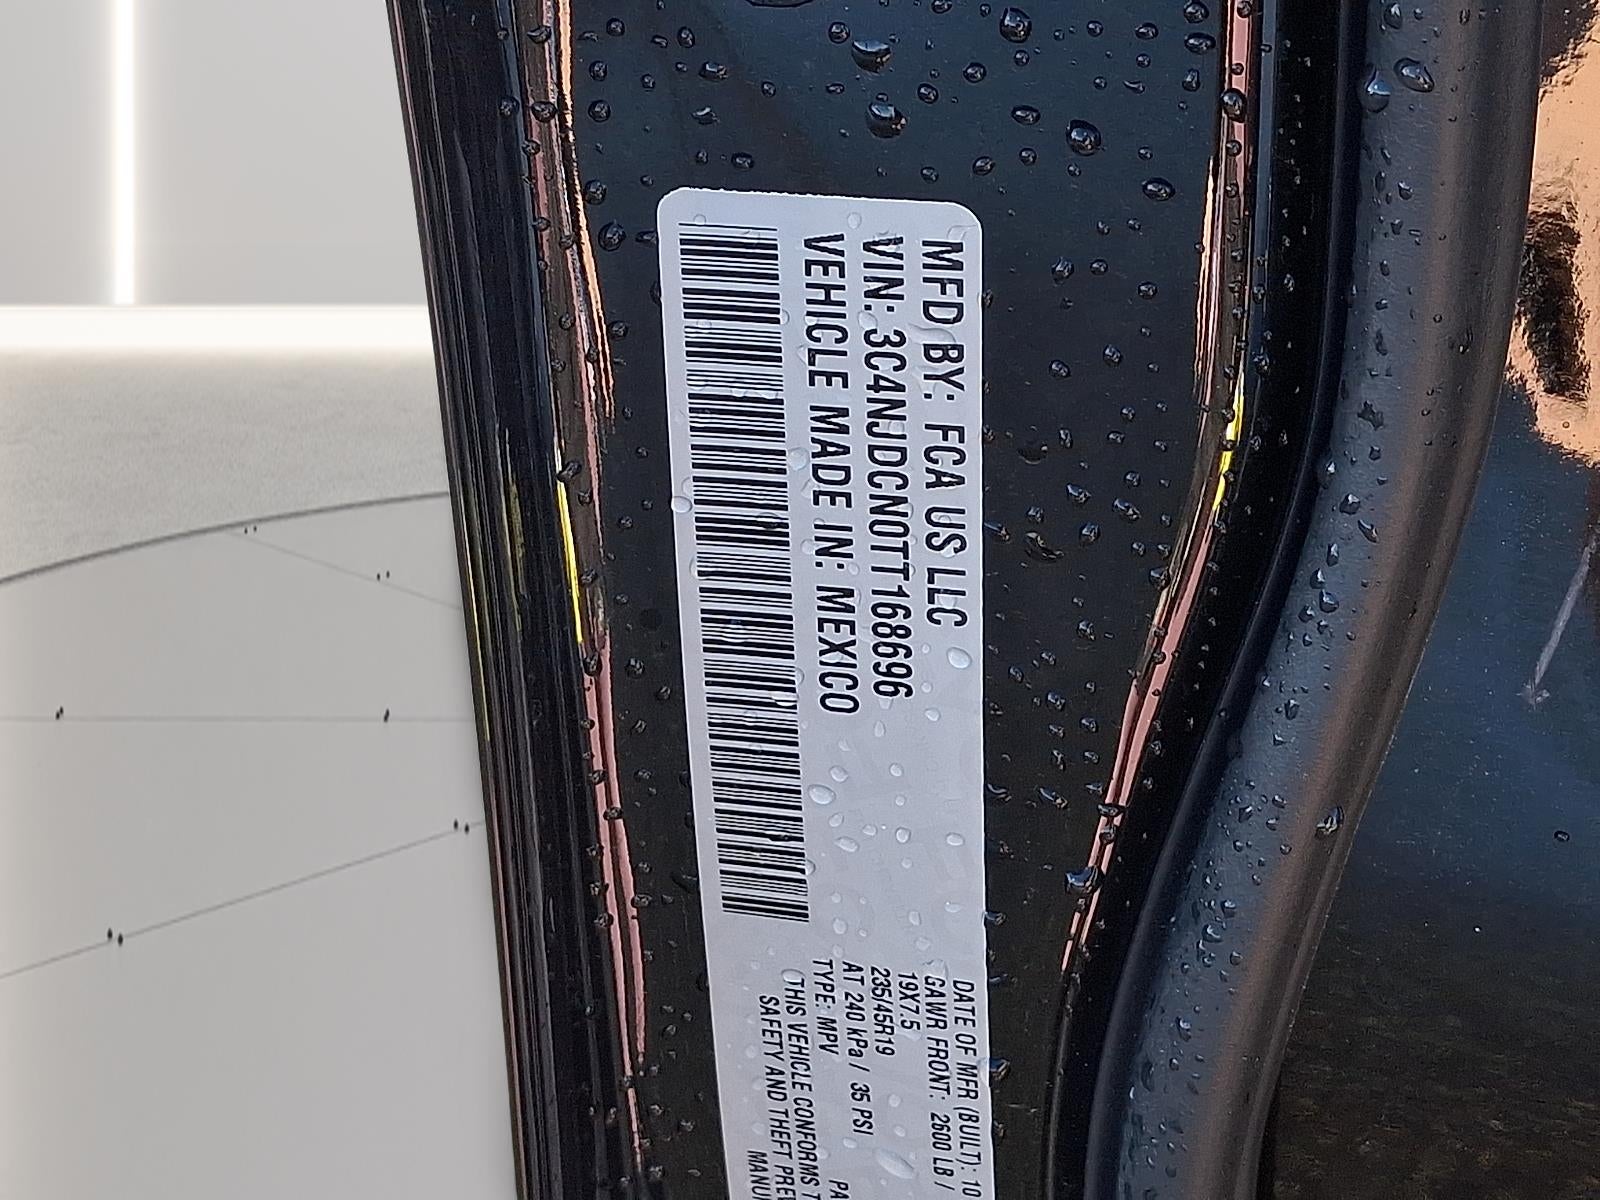 MFD BY: FCA US LLC
VIN: 3C4NJDCN0TT168696
VEHICLE MADE IN: MEXICO
DATE OF MFR (BUILT): 10
GAWR FRONT: 2600 LB /
19X7.5
235/45R19
AT 240 kPa / 35 PSI
TYPE: MPV
THIS VEHICLE CONFORMS
SAFETY AND THEFT